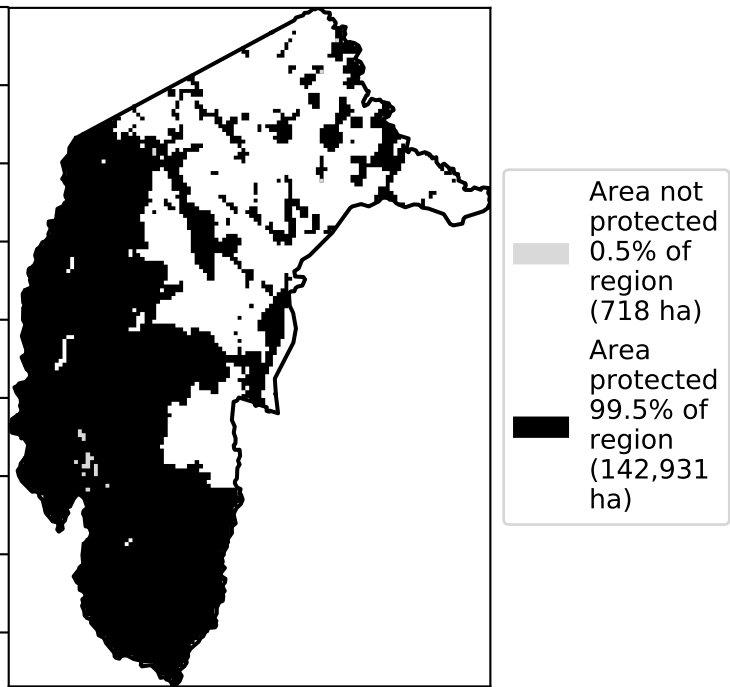 Area not
protected
0.5% of
region
(718 ha)
Area
protected
99.5% of
region
(142,931
ha)